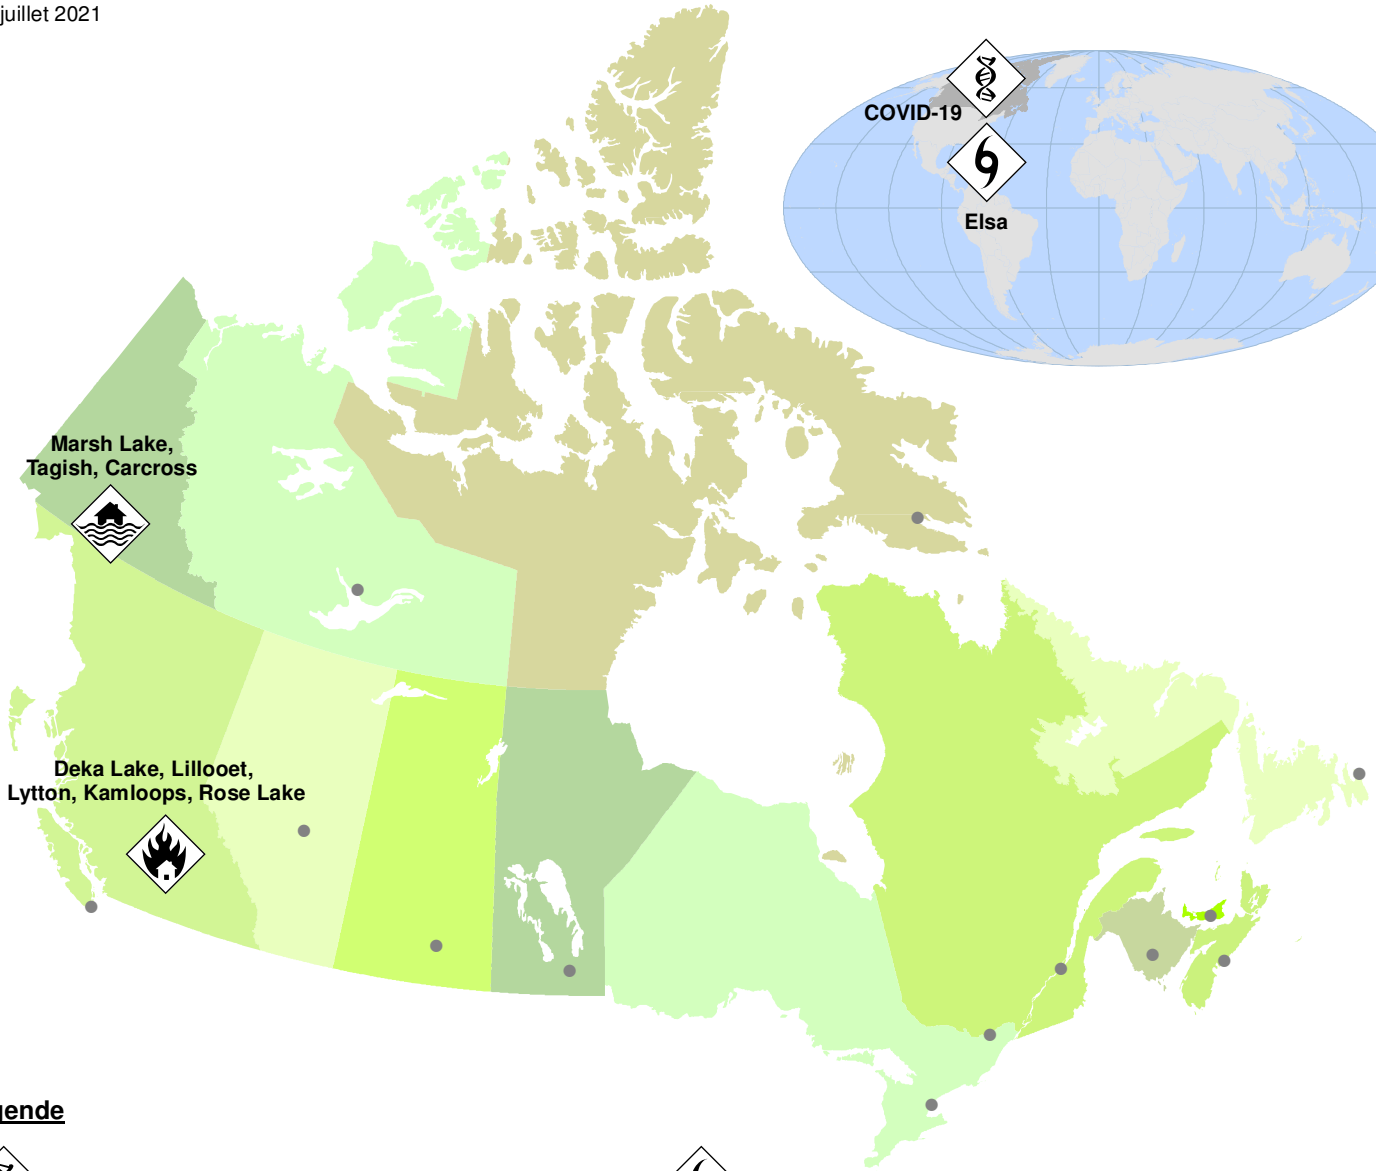 juillet 2021
COVID-19
Elsa
Marsh Lake,
Tagish, Carcross
Deka Lake, Lillooet,
Lytton, Kamloops, Rose Lake
gende